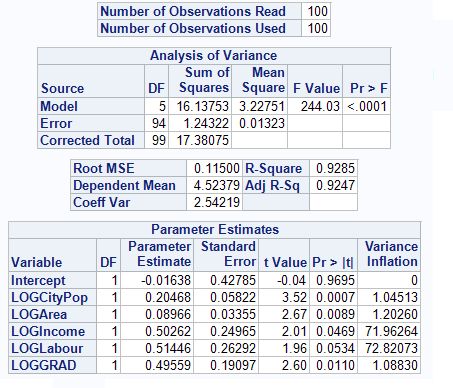 Number of Observations Read 100
Number of Observations Used 100
Analysis of Variance
Sum of Mean
Source DF Squares Square F Value Pr > F
Model 5 16.13753 3.22751 244.03 <.0001
Error 94 1.24322 0.01323
Corrected Total 99 17.38075
Root MSE 0.11500 R-Square 0.9285
Dependent Mean 4.52379 Adj R-Sq 0.9247
Coeff Var 2.54219
Parameter Estimates
Parameter Standard Variance
Variable DF Estimate Error t Value Pr > |t| Inflation
Intercept 1 -0.01638 0.42785 -0.04 0.9695 0
LOGCityPop 1 0.20468 0.05822 3.52 0.0007 1.04513
LOGArea 1 0.08966 0.03355 2.67 0.0089 1.20260
LOGIncome 1 0.50262 0.24965 2.01 0.0469 71.96264
LOGLabour 1 0.51446 0.26292 1.96 0.0534 72.82073
LOGGRAD 1 0.49559 0.19097 2.60 0.0110 1.08830